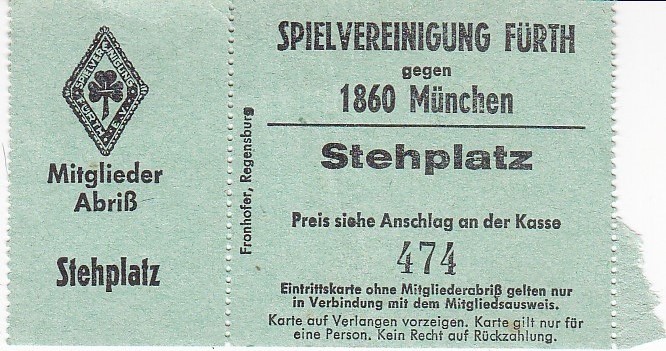 SPIELVEREINIGUNG
FÜRTH E.V.
Mitglieder
Abriß
Stehplatz
Fronhofer, Regensburg
SPIELVEREINIGUNG FÜRTH
gegen
1860 München
Stehplatz
Preis siehe Anschlag an der Kasse
474
Eintrittskarte ohne Mitgliederabriß gelten nur
in Verbindung mit dem Mitgliedsausweis.
Karte auf Verlangen vorzeigen. Karte gilt nur für
eine Person. Kein Recht auf Rückzahlung.